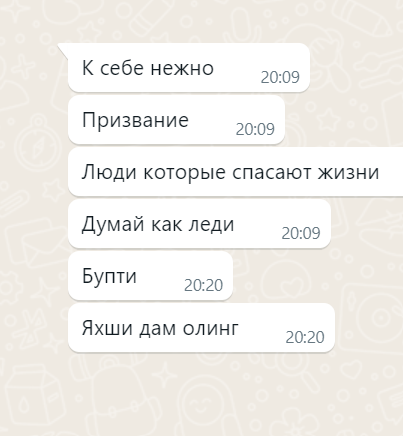 К себе нежно
20:09
Призвание
20:09
Люди которые спасают жизни
Думай как леди
20:09
Бупти
20:20
Яхши дам олинг
20:20